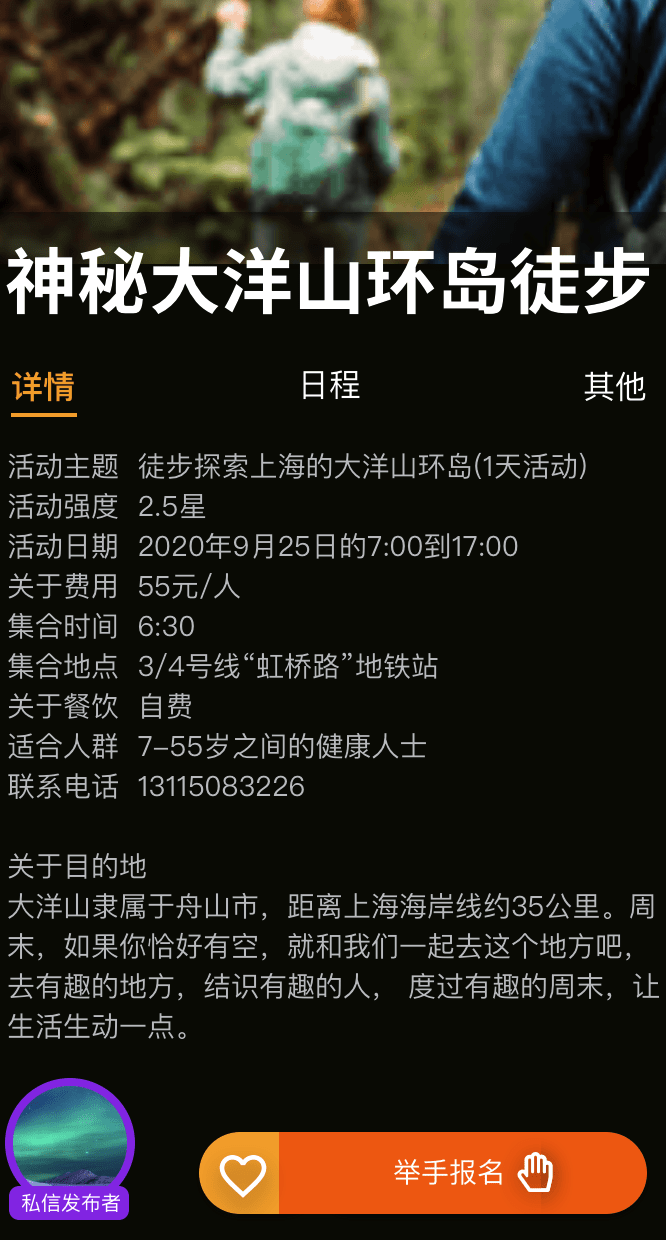 神秘大洋山环岛徒步
详情 日程 其他
活动主题 徒步探索上海的大洋山环岛(1天活动)
活动强度 2.5星
活动日期 2020年9月25日的7:00到17:00
关于费用 55元/人
集合时间 6:30
集合地点 3/4号线“虹桥路”地铁站
关于餐饮 自费
适合人群 7–55岁之间的健康人士
联系电话 13115083226
关于目的地
大洋山隶属于舟山市，距离上海海岸线约35公里。周
末，如果你恰好有空，就和我们一起去这个地方吧，
去有趣的地方，结识有趣的人， 度过有趣的周末，让
生活生动一点。
举手报名
私信发布者